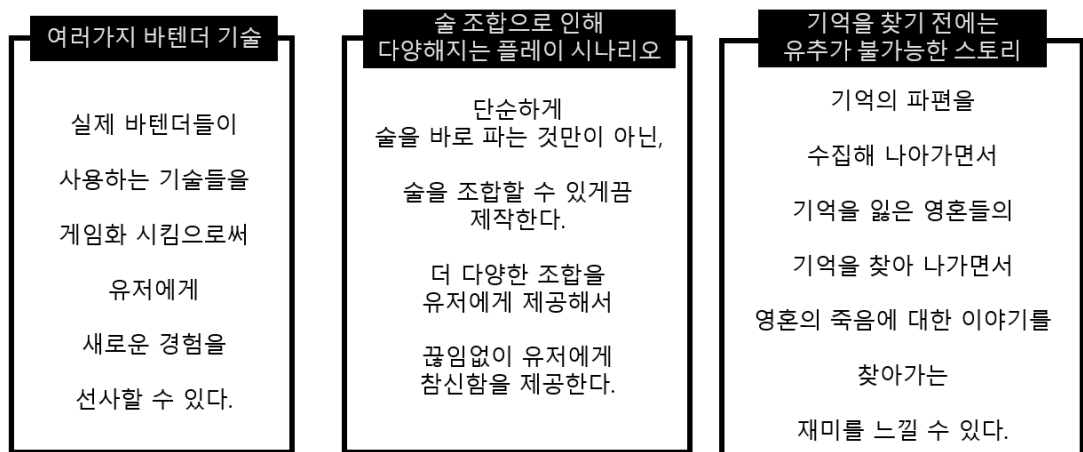 여러가지 바텐더 기술
실제 바텐더들이
사용하는 기술들을
게임화 시킴으로써
유저에게
새로운 경험을
선사할 수 있다.
술 조합으로 인해
다양해지는 플레이 시나리오
단순하게
술을 바로 파는 것만이 아닌,
술을 조합할 수 있게끔
제작한다.
더 다양한 조합을
유저에게 제공해서
끊임없이 유저에게
참신함을 제공한다.
기억을 찾기 전에는
유추가 불가능한 스토리
기억의 파편을
수집해 나아가면서
기억을 잃은 영혼들의
기억을 찾아 나가면서
영혼의 죽음에 대한 이야기를
찾아가는
재미를 느낄 수 있다.